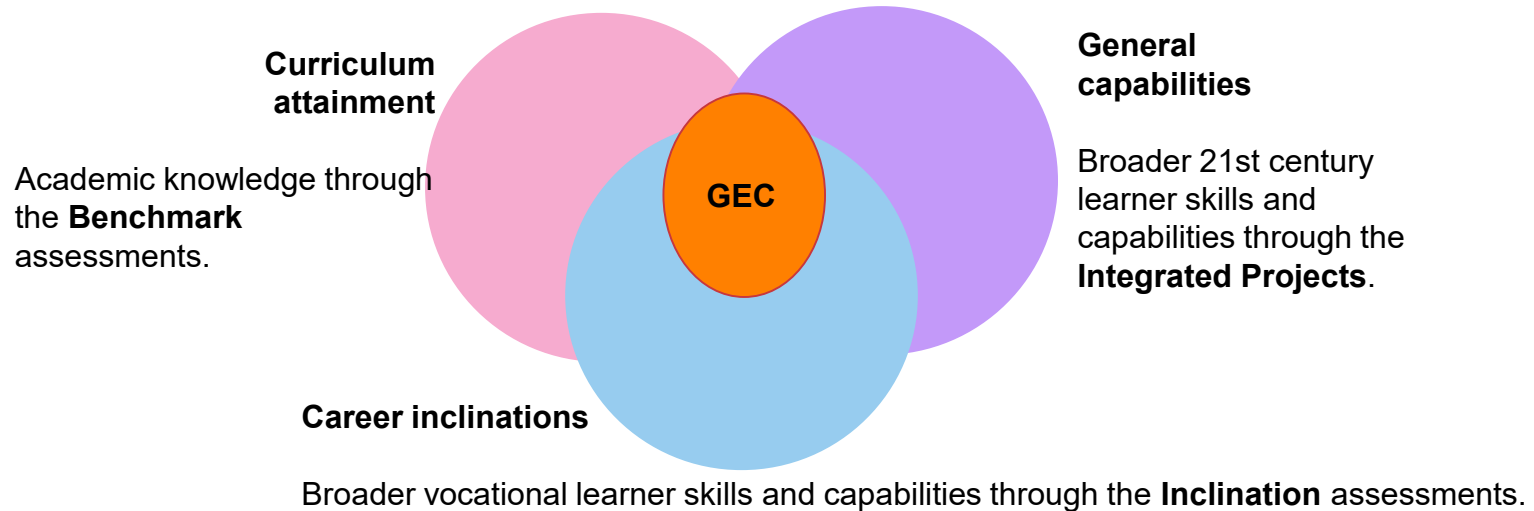 Curriculum
attainment
Academic knowledge through
the Benchmark
assessments.
GEC
General
capabilities
Broader 21st century
learner skills and
capabilities through the
Integrated Projects.
Career inclinations
Broader vocational learner skills and capabilities through the Inclination assessments.